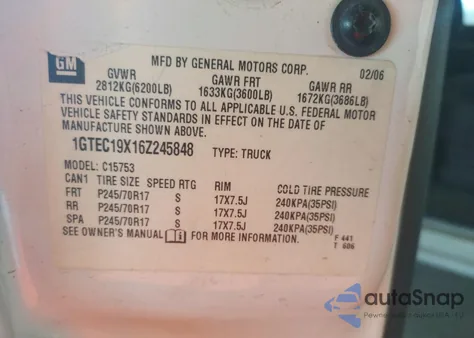 GM
MFD BY GENERAL MOTORS CORP. 02/06
GVWR GAWR FRT GAWR RR
2812KG(6200LB) 1633KG(3600LB) 1672KG(3686LB)
THIS VEHICLE CONFORMS TO ALL APPLICABLE U.S. FEDERAL MOTOR
VEHICLE SAFETY STANDARDS IN EFFECT ON THE DATE OF
MANUFACTURE SHOWN ABOVE.
1GTEC19X16Z245848 TYPE: TRUCK
MODEL: C15753
CAN1 TIRE SIZE SPEED RTG RIM COLD TIRE PRESSURE
FRT P245/70R17 S 17X7.5J 240KPA(35PSI)
RR P245/70R17 S 17X7.5J 240KPA(35PSI)
SPA P245/70R17 S 17X7.5J 240KPA(35PSI)
SEE OWNER'S MANUAL FOR MORE INFORMATION.
F 441
T 606
autoSnap